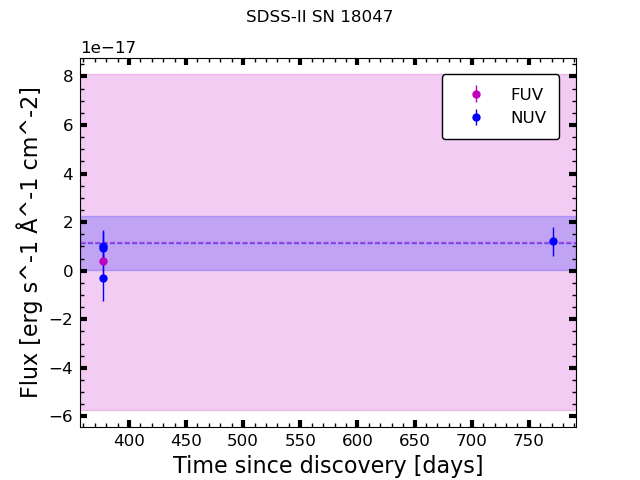 SDSS-II SN 18047
1e−17
8
6
4
2
0
−2
−4
−6
Flux [erg s^-1 Å^-1 cm^-2]
FUV
NUV
400 450 500 550 600 650 700 750
Time since discovery [days]